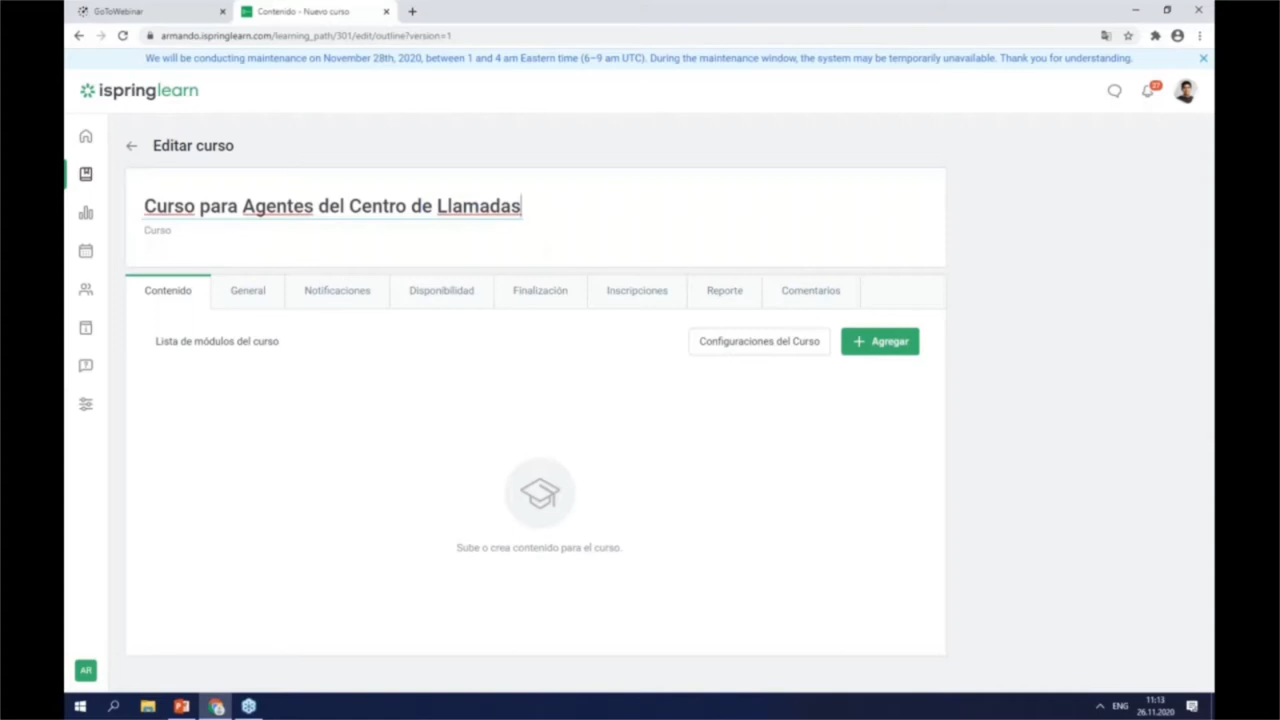 GoToWebinar
Contenido - Nuevo curso
armando.ispringlearn.com/learning_path/301/edit/outline?version=1
We will be conducting maintenance on November 28th, 2020, between 1 and 4 am Eastern time (6–9 am UTC). During the maintenance window, the system may be temporarily unavailable. Thank you for understanding.
ispringlearn
27
Editar curso
Curso para Agentes del Centro de Llamadas
Curso
Contenido General Notificaciones Disponibilidad Finalización Inscripciones Reporte Comentarios
Lista de módulos del curso
Configuraciones del Curso
+ Agregar
Sube o crea contenido para el curso.
AR
ENG
11:13
26.11.2020